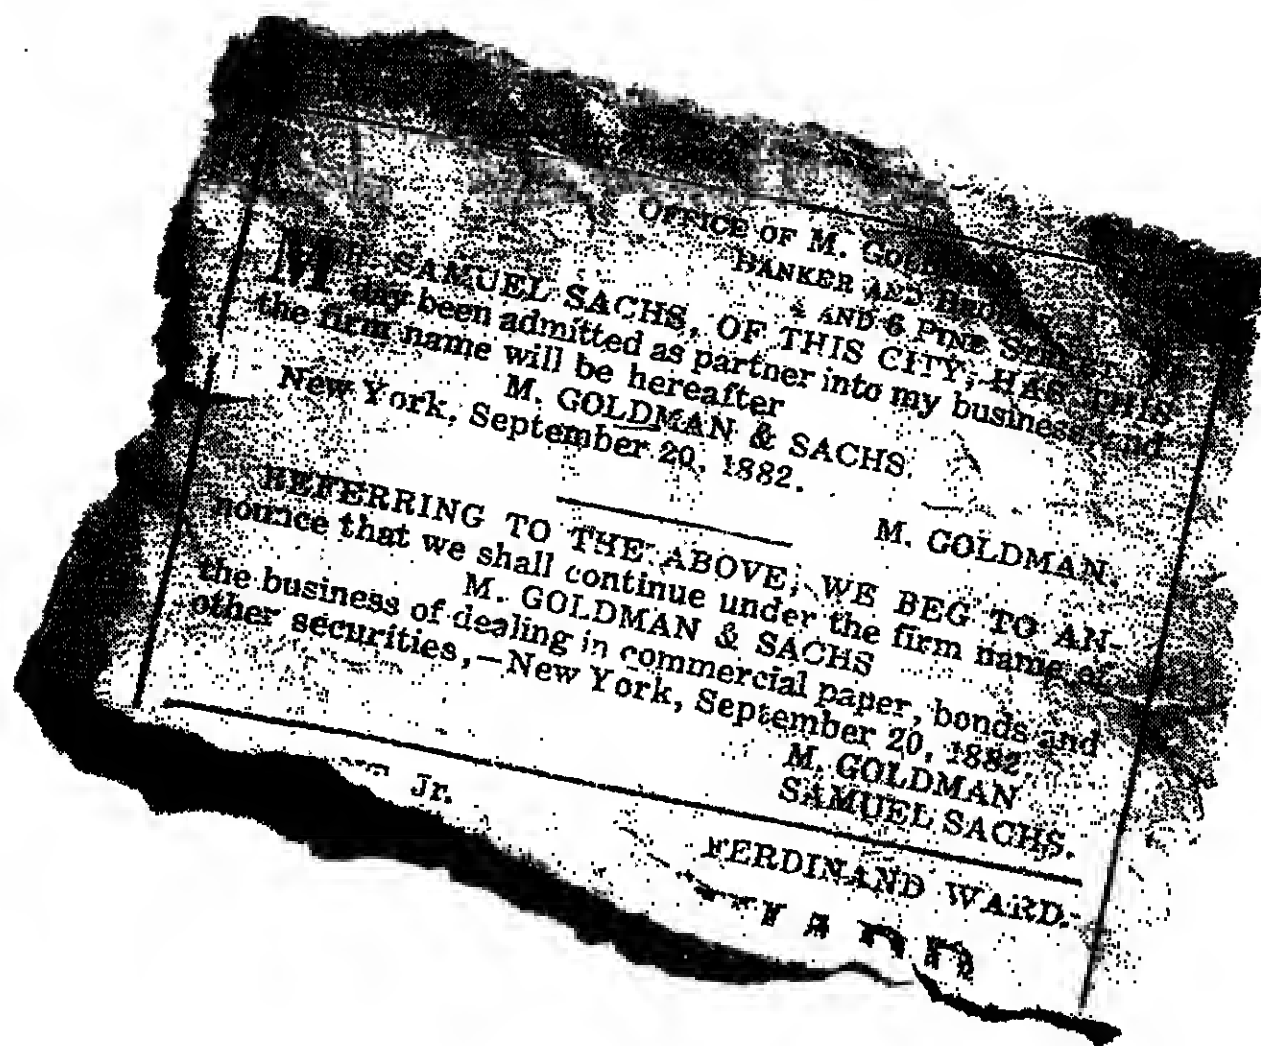 OFFICE OF M. GOLDMAN
BANKER AND BROKER
4 AND 6 PINE STREET
MR. SAMUEL SACHS, OF THIS CITY, HAS THIS
day been admitted as partner into my business, and
the firm name will be hereafter
M. GOLDMAN & SACHS.
New York, September 20, 1882.
M. GOLDMAN.
REFERRING TO THE ABOVE, WE BEG TO AN-
nounce that we shall continue under the firm name of
M. GOLDMAN & SACHS
the business of dealing in commercial paper, bonds and
other securities,—New York, September 20, 1882.
M. GOLDMAN
SAMUEL SACHS.
Jr.
FERDINAND WARD.